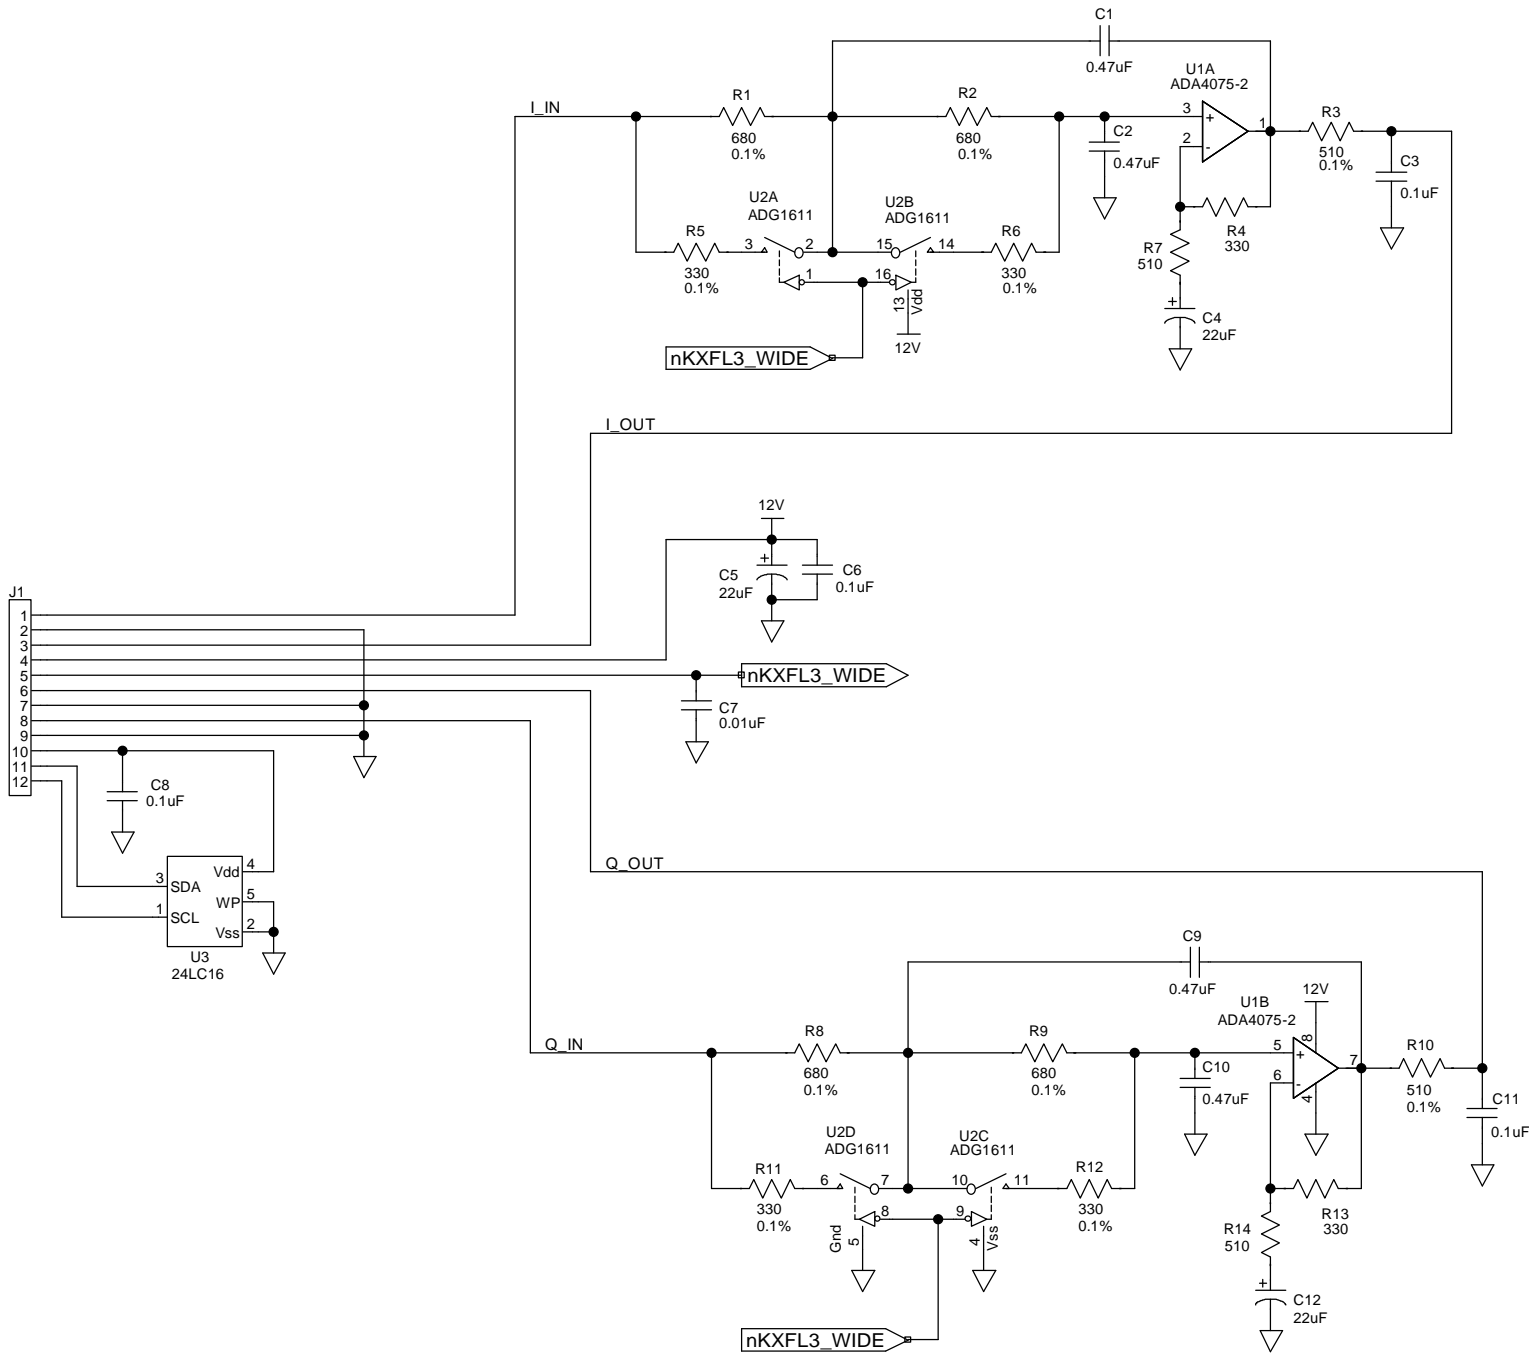 C1
0.47uF
U1A
ADA4075-2
I_IN
R1
680
0.1%
R2
680
0.1%
C2
0.47uF
3
+
2
-
1
R3
510
0.1%
C3
0.1uF
U2A
ADG1611
U2B
ADG1611
R5
330
0.1%
3
2
15
14
R6
330
0.1%
1
16
13
Vdd
12V
R4
330
R7
510
+
C4
22uF
nKXFL3_WIDE
I_OUT
12V
+
C5
22uF
C6
0.1uF
J1
1
2
3
4
5
6
7
8
9
10
11
12
nKXFL3_WIDE
C7
0.01uF
C8
0.1uF
3
SDA
1
SCL
Vdd
4
WP
5
Vss
2
U3
24LC16
Q_OUT
C9
0.47uF
U1B
ADA4075-2
12V
Q_IN
R8
680
0.1%
R9
680
0.1%
C10
0.47uF
5
+
6
-
8
4
7
R10
510
0.1%
C11
0.1uF
U2D
ADG1611
U2C
ADG1611
R11
330
0.1%
6
7
10
11
R12
330
0.1%
8
9
Gnd
5
4
Vss
R13
330
R14
510
+
C12
22uF
nKXFL3_WIDE